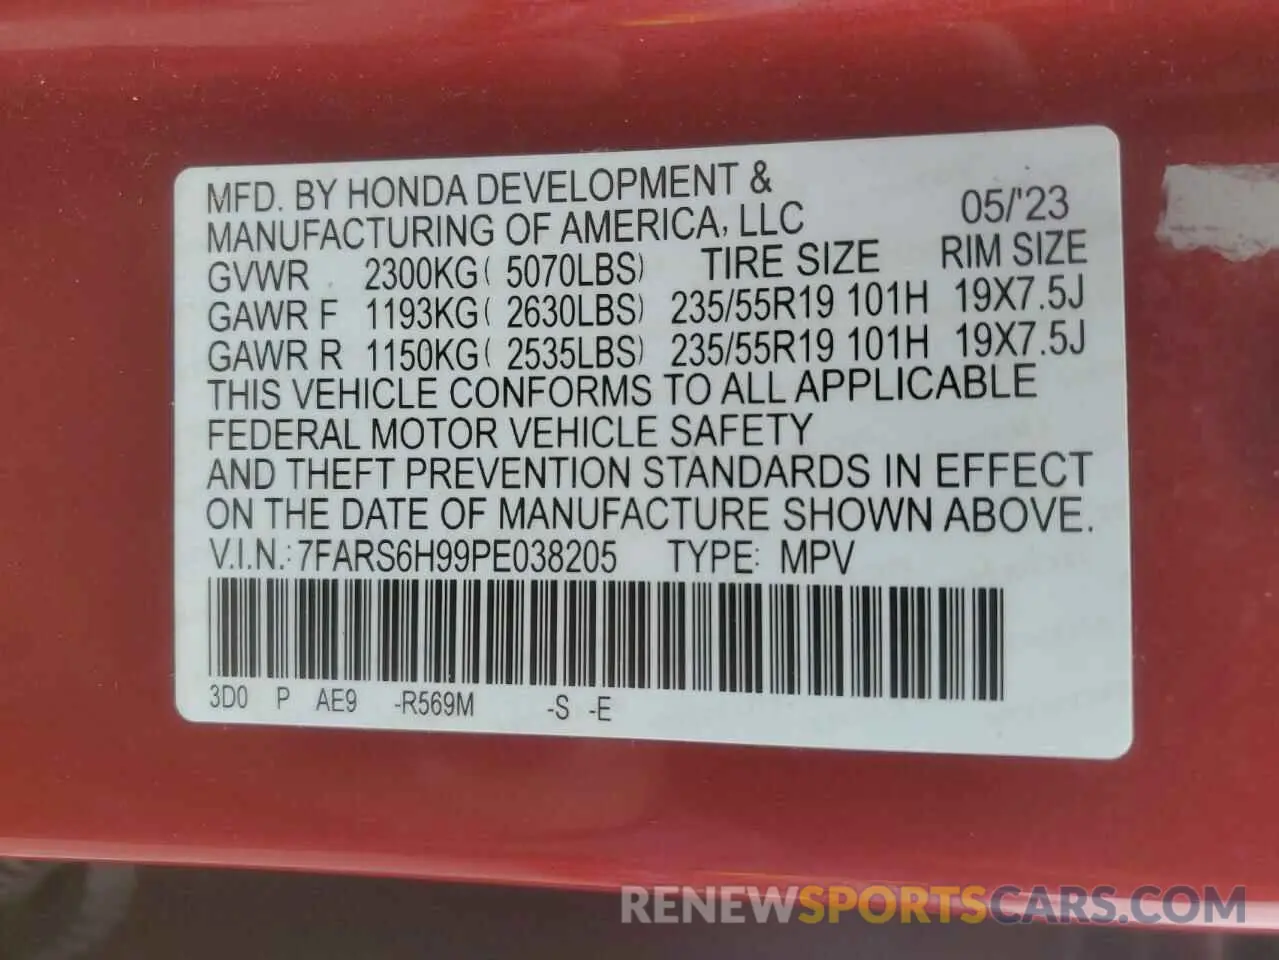 MFD. BY HONDA DEVELOPMENT &
MANUFACTURING OF AMERICA, LLC 05/'23
GVWR 2300KG( 5070LBS) TIRE SIZE RIM SIZE
GAWR F 1193KG( 2630LBS) 235/55R19 101H 19X7.5J
GAWR R 1150KG( 2535LBS) 235/55R19 101H 19X7.5J
THIS VEHICLE CONFORMS TO ALL APPLICABLE
FEDERAL MOTOR VEHICLE SAFETY
AND THEFT PREVENTION STANDARDS IN EFFECT
ON THE DATE OF MANUFACTURE SHOWN ABOVE.
V.I.N.: 7FARS6H99PE038205 TYPE: MPV
3D0 P AE9 -R569M -S -E
RENEWSPORTSCARS.COM